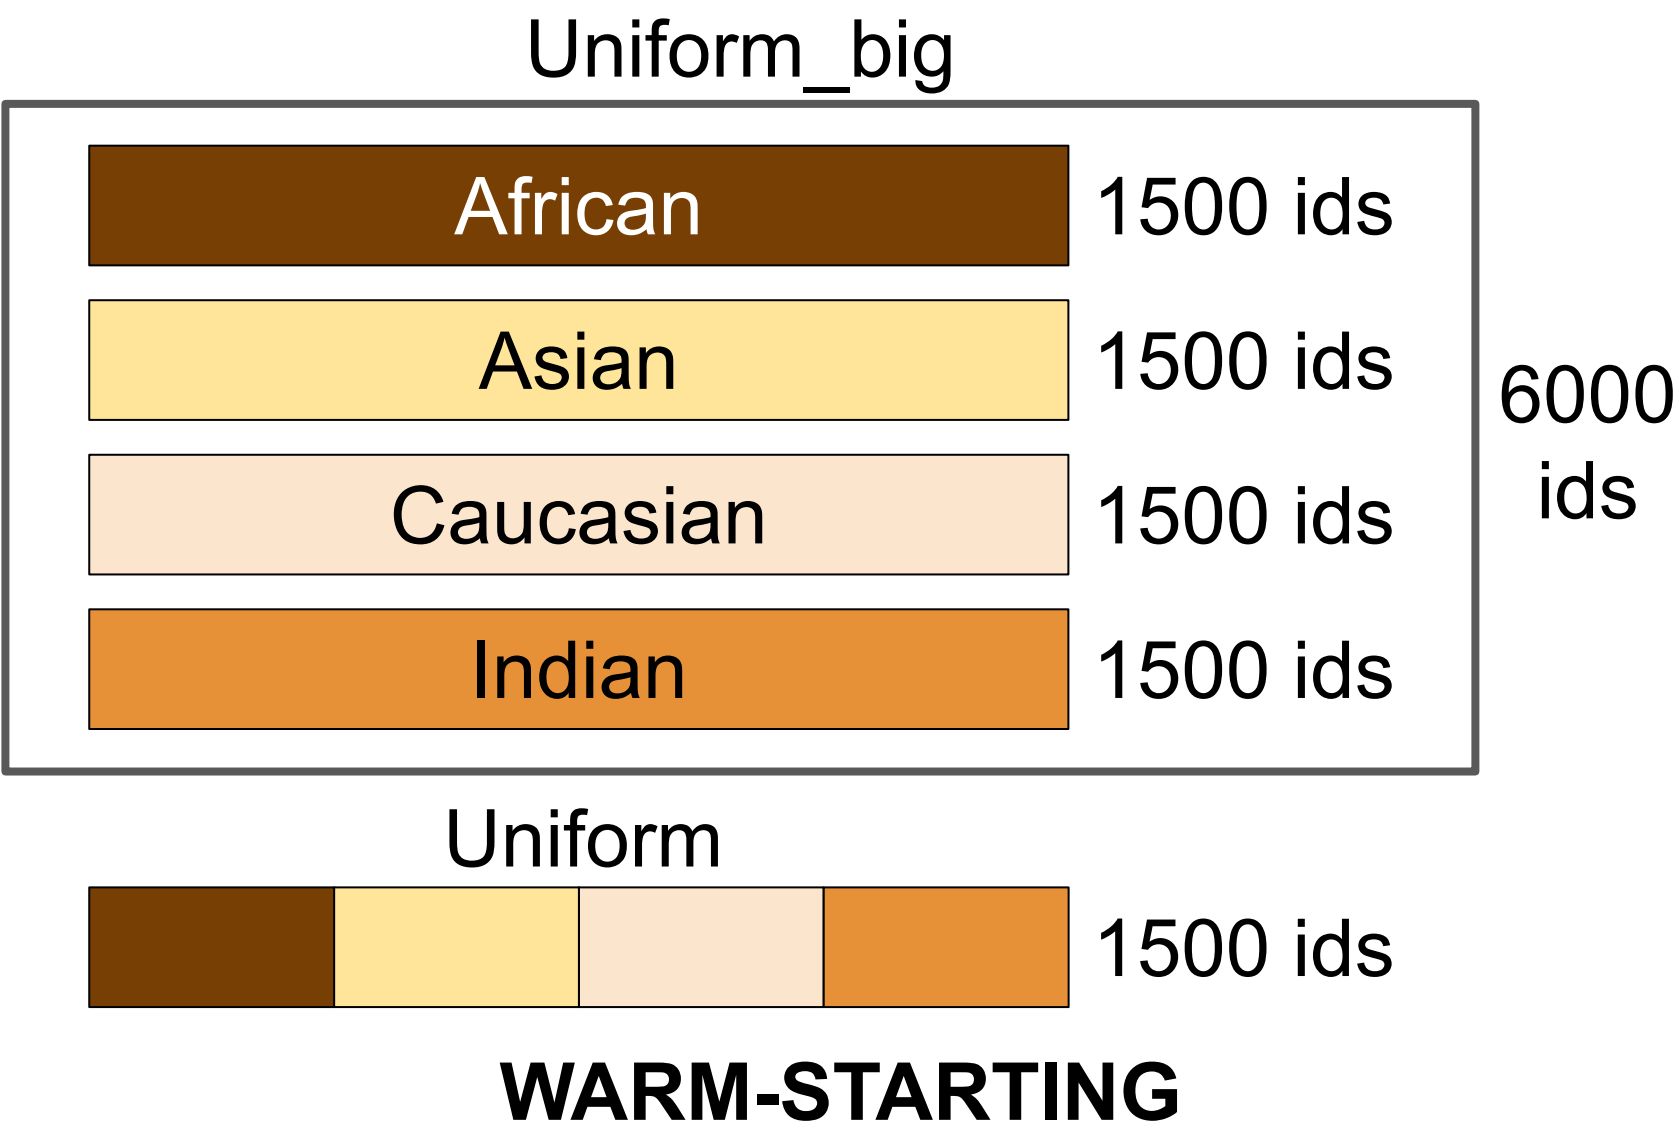 Uniform_big
African 1500 ids
Asian 1500 ids
Caucasian 1500 ids
Indian 1500 ids
6000
ids
Uniform
1500 ids
WARM-STARTING